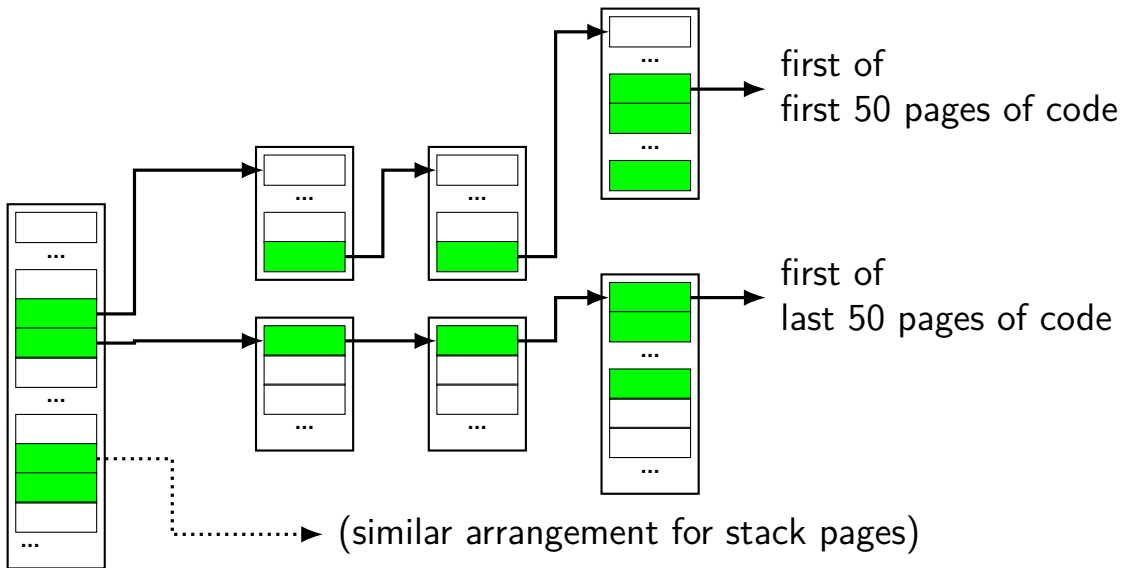 ...
first of
first 50 pages of code
...
...
...
...
first of
last 50 pages of code
...
...
...
...
...
(similar arrangement for stack pages)
...